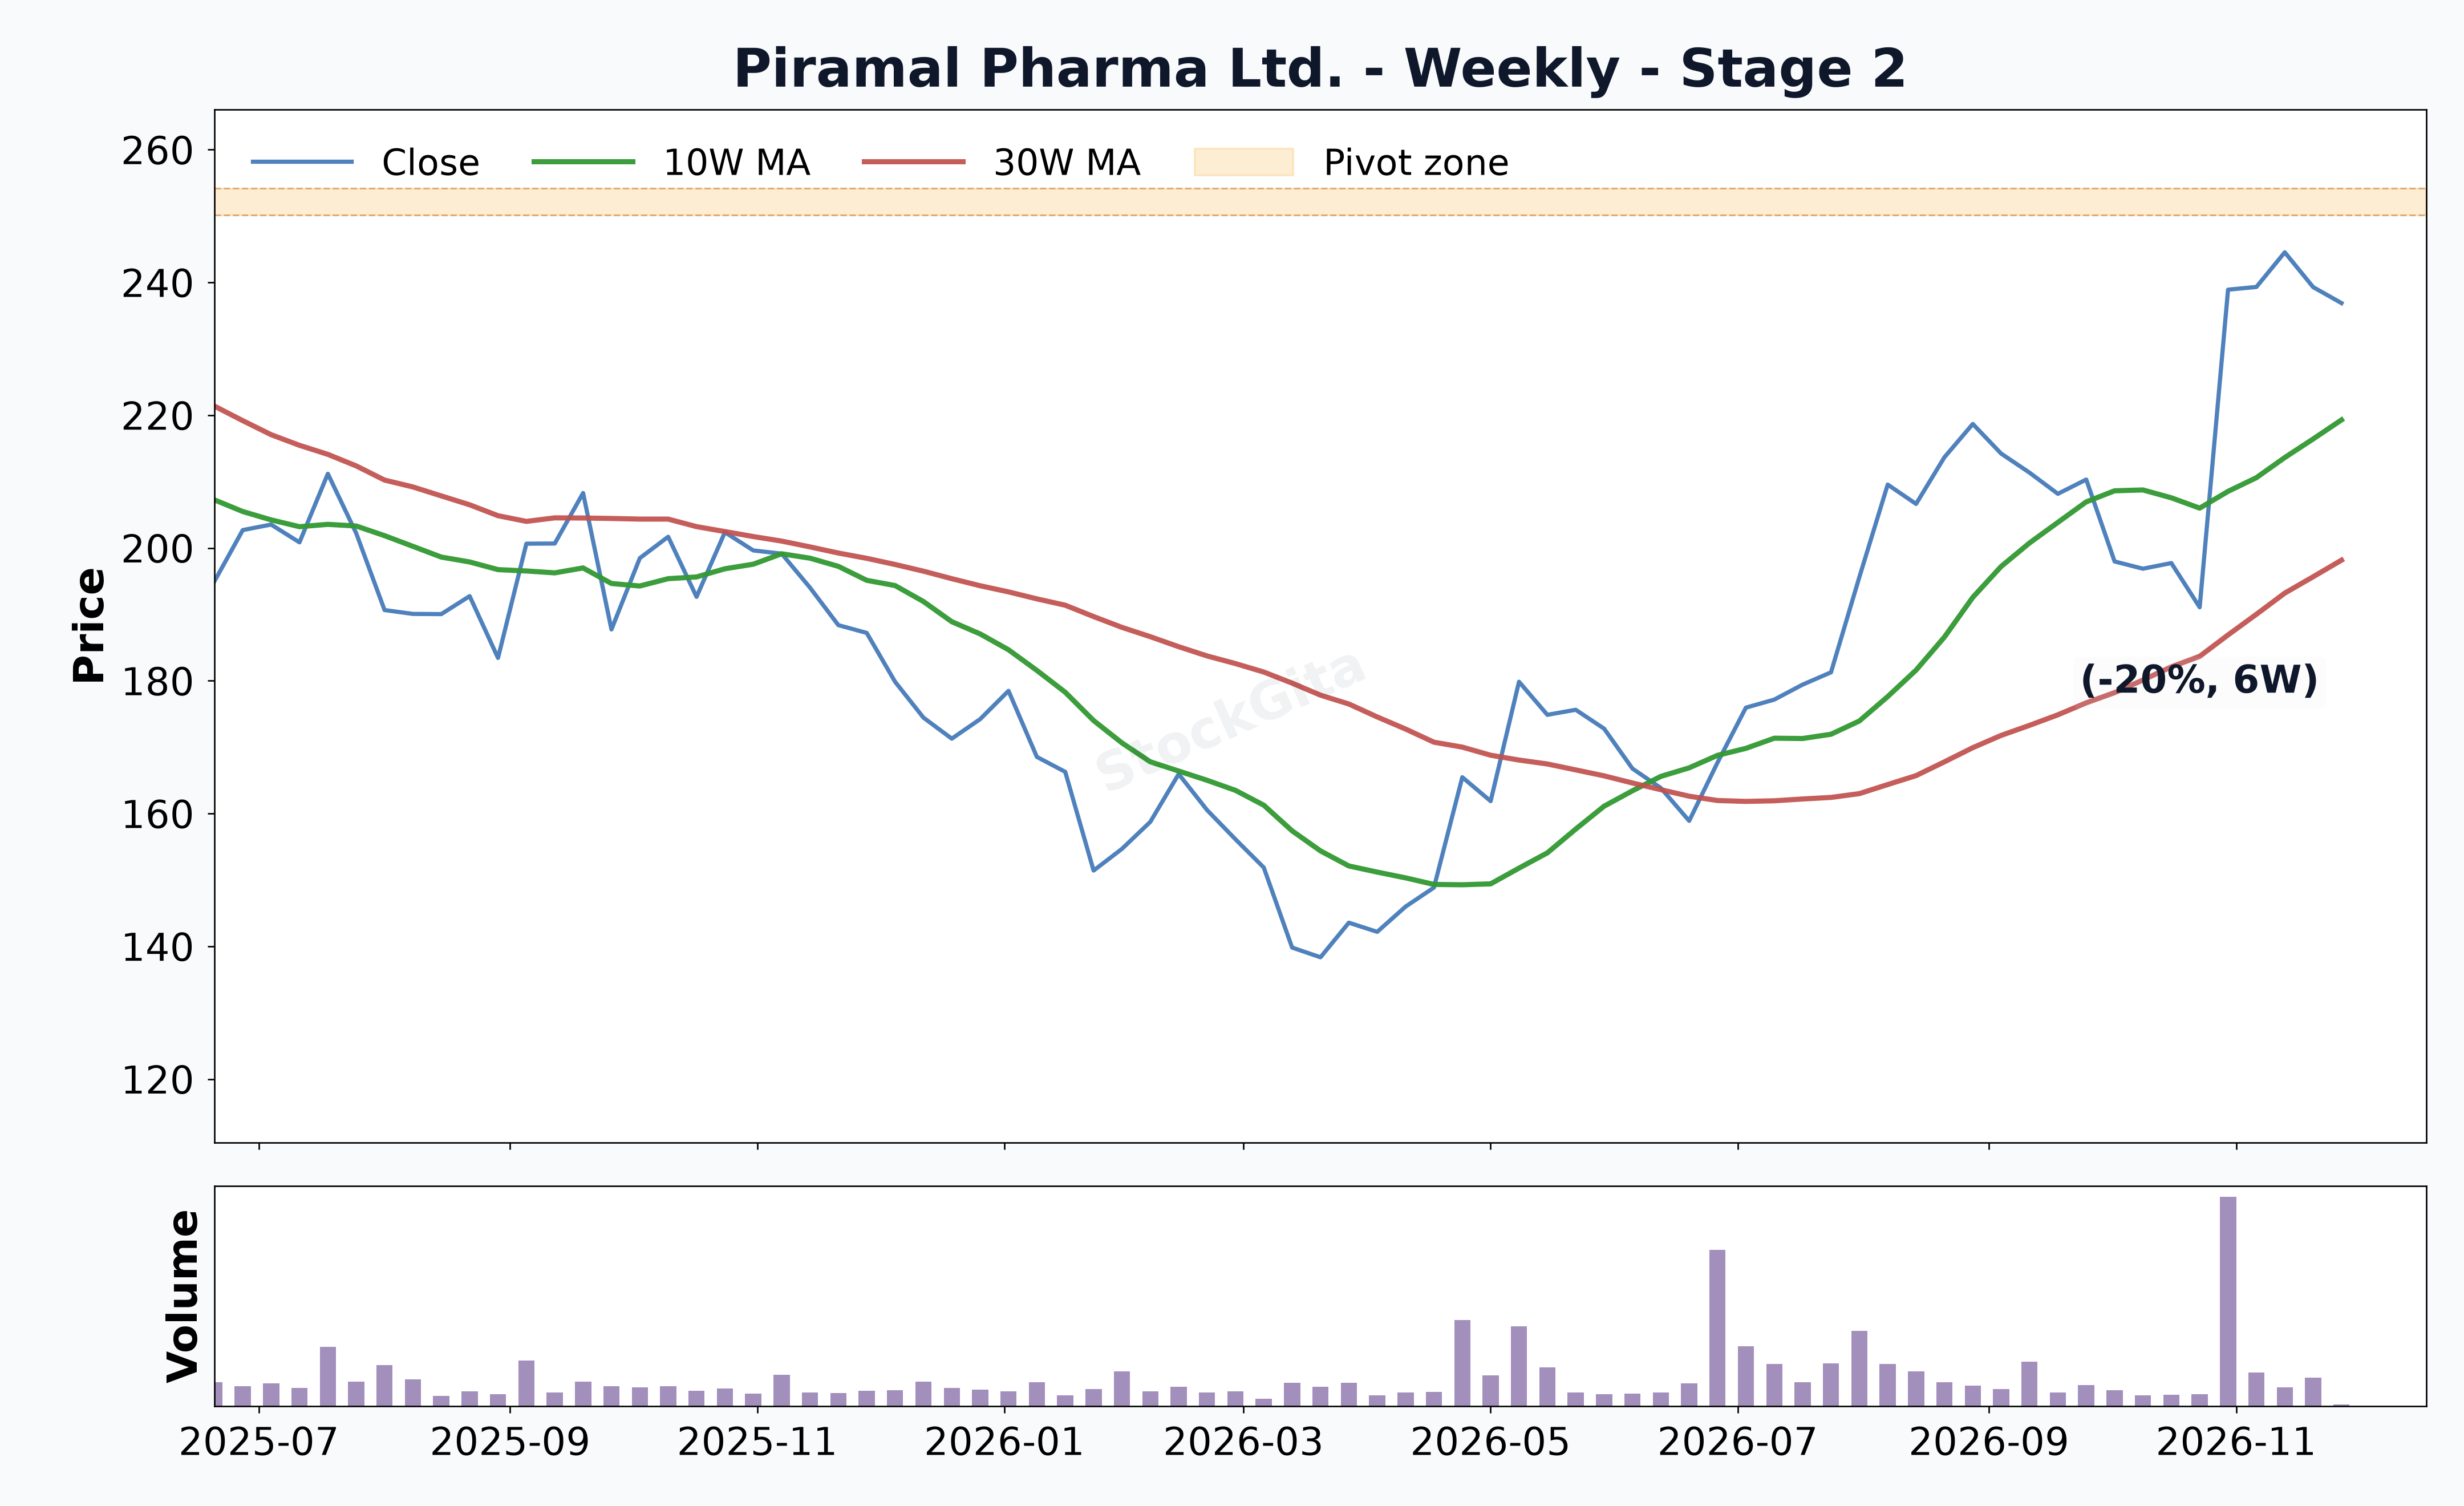 Piramal Pharma Ltd. - Weekly - Stage 2
Close 10W MA 30W MA Pivot zone
260
240
220
200
180
160
140
120
Price
(-20%, 6W)
StockGita
Volume
2025-07 2025-09 2025-11 2026-01 2026-03 2026-05 2026-07 2026-09 2026-11